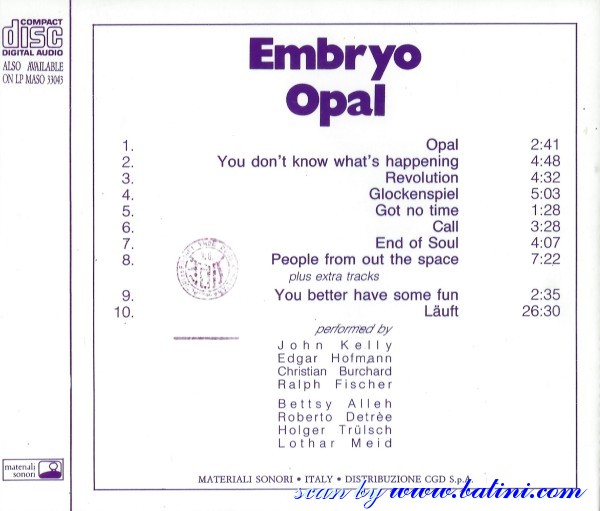 COMPACT
disc
DIGITAL AUDIO
ALSO AVAILABLE
ON LP MASO 33043
Embryo
Opal
1. Opal 2:41
2. You don't know what's happening 4:48
3. Revolution 4:32
4. Glockenspiel 5:03
5. Got no time 1:28
6. Call 3:28
7. End of Soul 4:07
8. People from out the space 7:22
plus extra tracks
9. You better have some fun 2:35
10. Läuft 26:30
performed by
John Kelly
Edgar Hofmann
Christian Burchard
Ralph Fischer
Bettsy Alleh
Roberto Detrèe
Holger Trülsch
Lothar Meid
materiali
sonori
MATERIALI SONORI • ITALY • DISTRIBUZIONE CGD S.p.A.
scan by www.batini.com